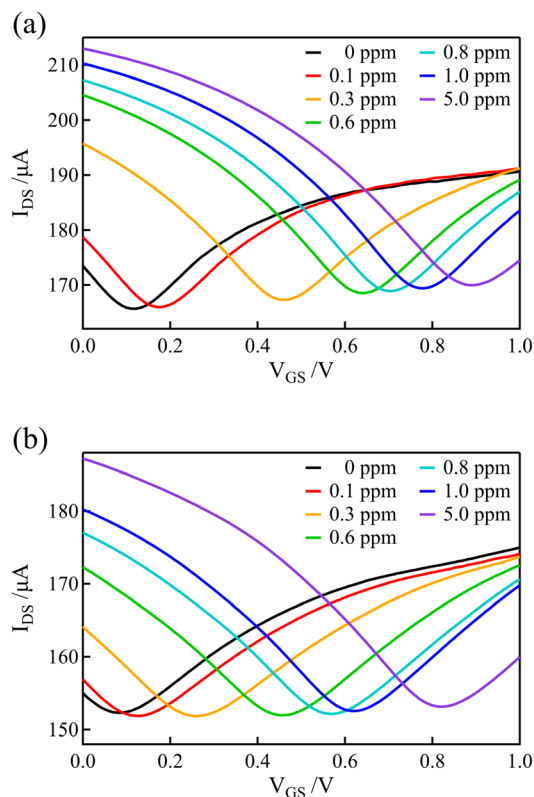 (a)
I_DS /μA
210
200
190
180
170
0 ppm
0.1 ppm
0.3 ppm
0.6 ppm
0.8 ppm
1.0 ppm
5.0 ppm
0.0 0.2 0.4 0.6 0.8 1.0
V_GS /V
(b)
I_DS /μA
180
170
160
150
0 ppm
0.1 ppm
0.3 ppm
0.6 ppm
0.8 ppm
1.0 ppm
5.0 ppm
0.0 0.2 0.4 0.6 0.8 1.0
V_GS /V